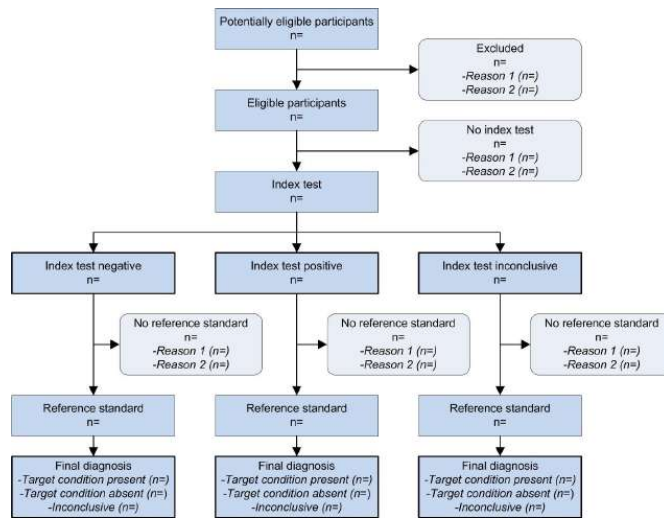 Potentially eligible participants
n=
Excluded
n=
-Reason 1 (n=)
-Reason 2 (n=)
Eligible participants
n=
No index test
n=
-Reason 1 (n=)
-Reason 2 (n=)
Index test
n=
Index test negative
n=
Index test positive
n=
Index test inconclusive
n=
No reference standard
n=
-Reason 1 (n=)
-Reason 2 (n=)
No reference standard
n=
-Reason 1 (n=)
-Reason 2 (n=)
No reference standard
n=
-Reason 1 (n=)
-Reason 2 (n=)
Reference standard
n=
Reference standard
n=
Reference standard
n=
Final diagnosis
-Target condition present (n=)
-Target condition absent (n=)
-Inconclusive (n=)
Final diagnosis
-Target condition present (n=)
-Target condition absent (n=)
-Inconclusive (n=)
Final diagnosis
-Target condition present (n=)
-Target condition absent (n=)
-Inconclusive (n=)